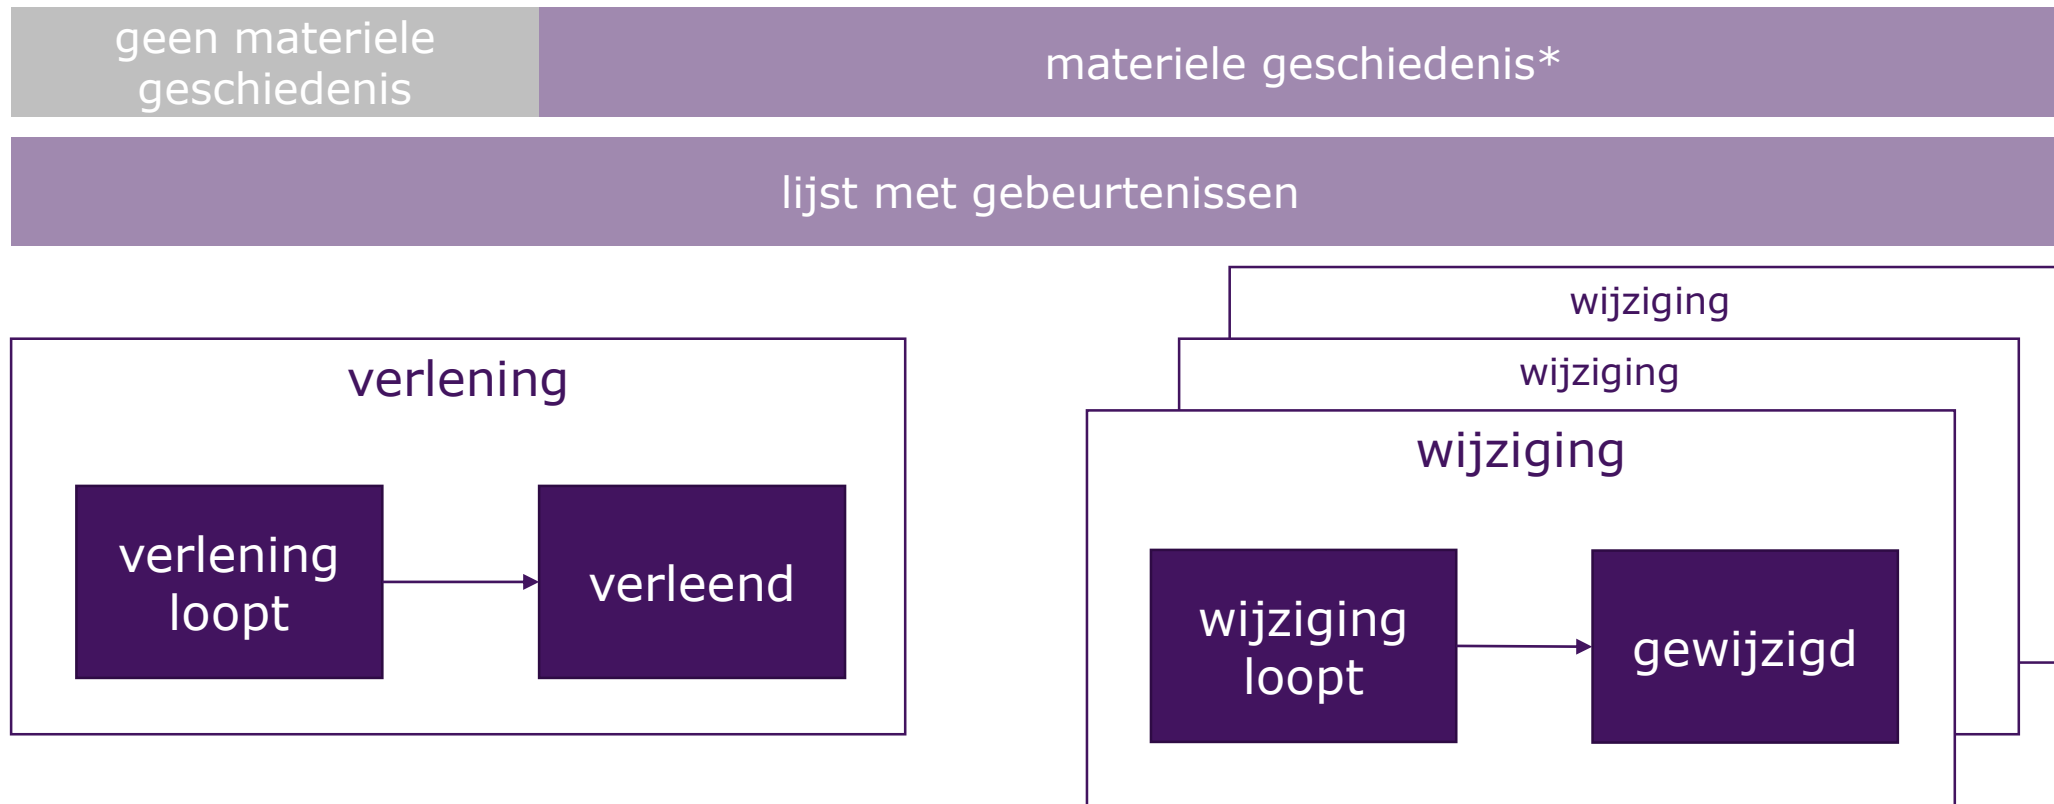 geen materiele
geschiedenis
materiele geschiedenis*
lijst met gebeurtenissen
wijziging
wijziging
verlening
wijziging
verlening
loopt
verleend
wijziging
loopt
gewijzigd